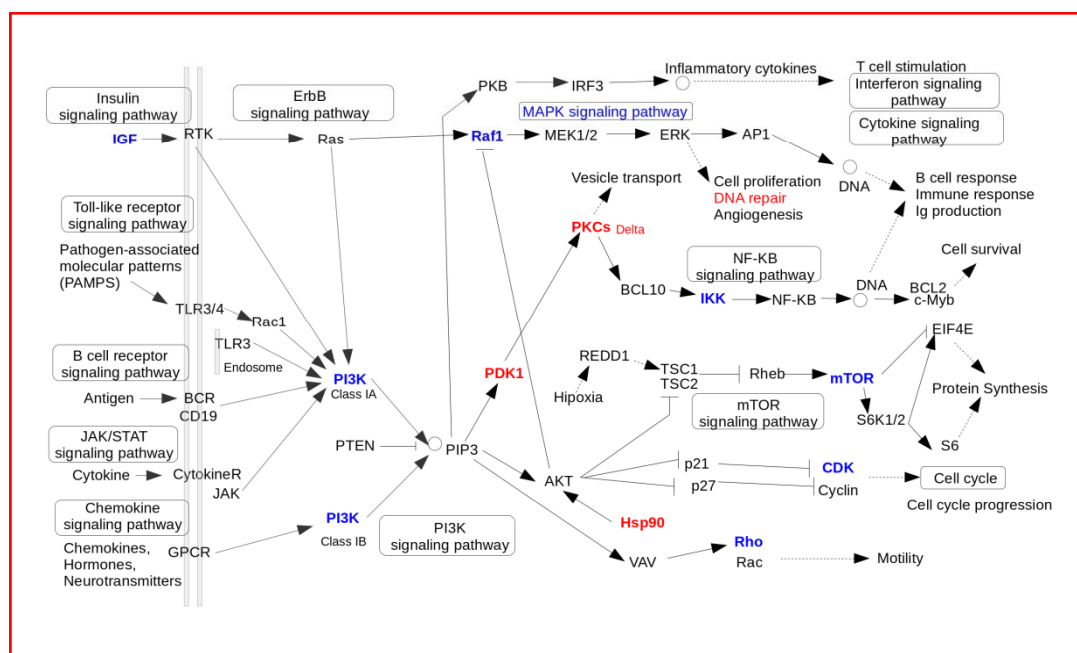 Insulin
signaling pathway
ErbB
signaling pathway
IGF
RTK
Ras
PKB
IRF3
Inflammatory cytokines
T cell stimulation
Interferon signaling
pathway
Cytokine signaling
pathway
MAPK signaling pathway
Raf1
MEK1/2
ERK
AP1
DNA
B cell response
Immune response
Ig production
Vesicle transport
Cell proliferation
DNA repair
Angiogenesis
Toll-like receptor
signaling pathway
Pathogen-associated
molecular patterns
(PAMPS)
TLR3/4
Rac1
TLR3
Endosome
PKCs Delta
NF-KB
signaling pathway
Cell survival
BCL10
IKK
NF-KB
DNA
BCL2
c-Myb
B cell receptor
signaling pathway
Antigen
BCR
CD19
PI3K
Class IA
PDK1
REDD1
Hipoxia
TSC1
TSC2
Rheb
mTOR
EIF4E
Protein Synthesis
mTOR
signaling pathway
S6K1/2
S6
JAK/STAT
signaling pathway
Cytokine
CytokineR
JAK
PTEN
PIP3
AKT
p21
p27
CDK
Cyclin
Cell cycle
Cell cycle progression
Chemokine
signaling pathway
Chemokines,
Hormones,
Neurotransmitters
GPCR
PI3K
Class IB
PI3K
signaling pathway
Hsp90
VAV
Rho
Rac
Motility